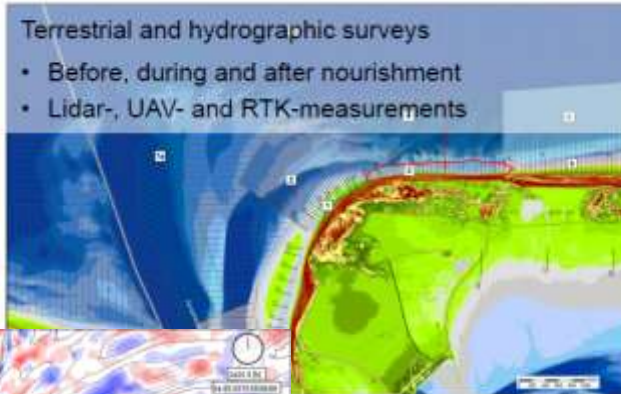 Terrestrial and hydrographic surveys
• Before, during and after nourishment
• Lidar-, UAV- and RTK-measurements